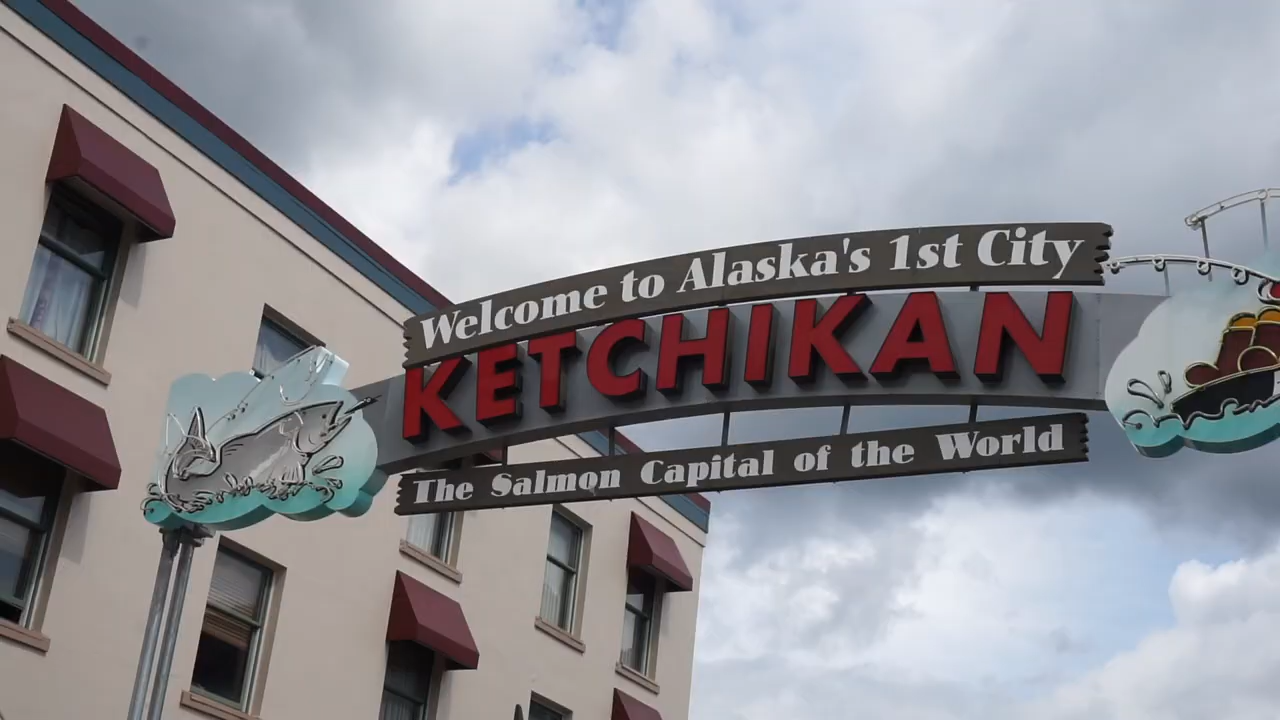 Welcome to Alaska's 1st City
KETCHIKAN
The Salmon Capital of the World